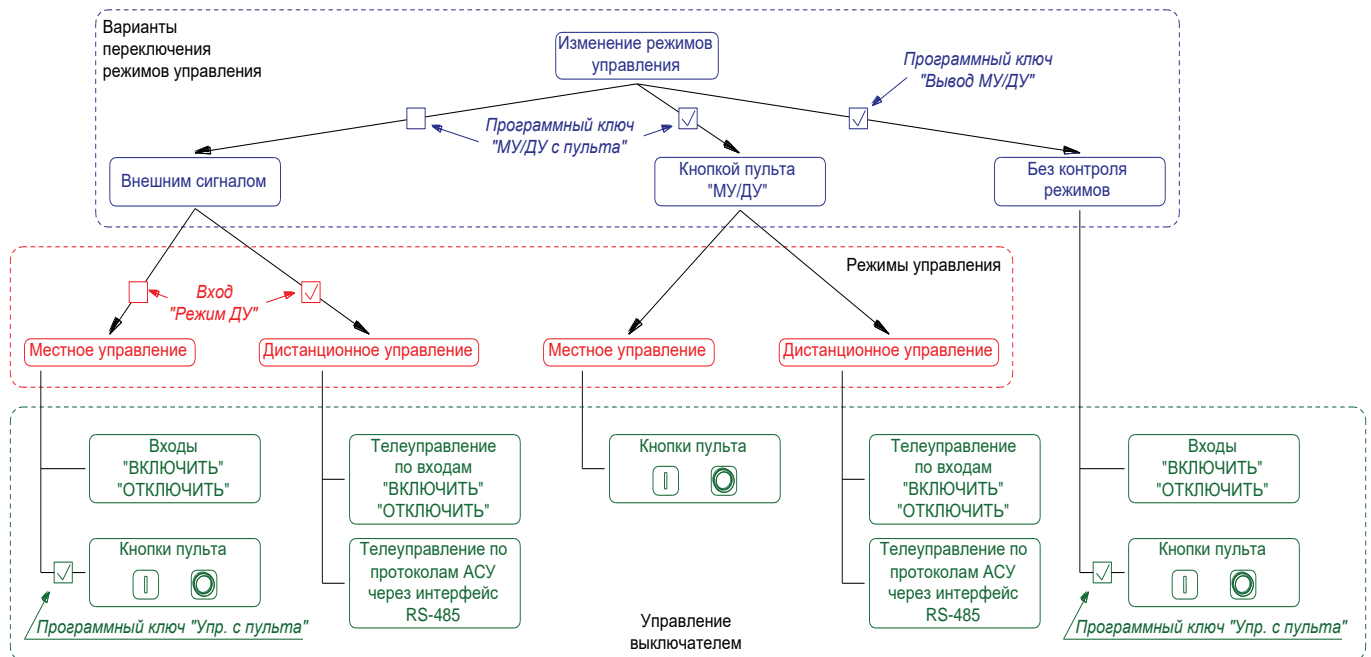 Варианты
переключения
режимов управления
Изменение режимов
управления
Программный ключ
"Вывод МУ/ДУ"
Программный ключ
"МУ/ДУ с пульта"
Внешним сигналом
Кнопкой пульта
"МУ/ДУ"
Без контроля
режимов
Режимы управления
Вход
"Режим ДУ"
Местное управление
Дистанционное управление
Местное управление
Дистанционное управление
Входы
"ВКЛЮЧИТЬ"
"ОТКЛЮЧИТЬ"
Телеуправление
по входам
"ВКЛЮЧИТЬ"
"ОТКЛЮЧИТЬ"
Кнопки пульта
Телеуправление
по входам
"ВКЛЮЧИТЬ"
"ОТКЛЮЧИТЬ"
Входы
"ВКЛЮЧИТЬ"
"ОТКЛЮЧИТЬ"
Кнопки пульта
Телеуправление по
протоколам АСУ
через интерфейс
RS-485
Телеуправление по
протоколам АСУ
через интерфейс
RS-485
Кнопки пульта
Программный ключ "Упр. с пульта"
Управление
выключателем
Программный ключ "Упр. с пульта"